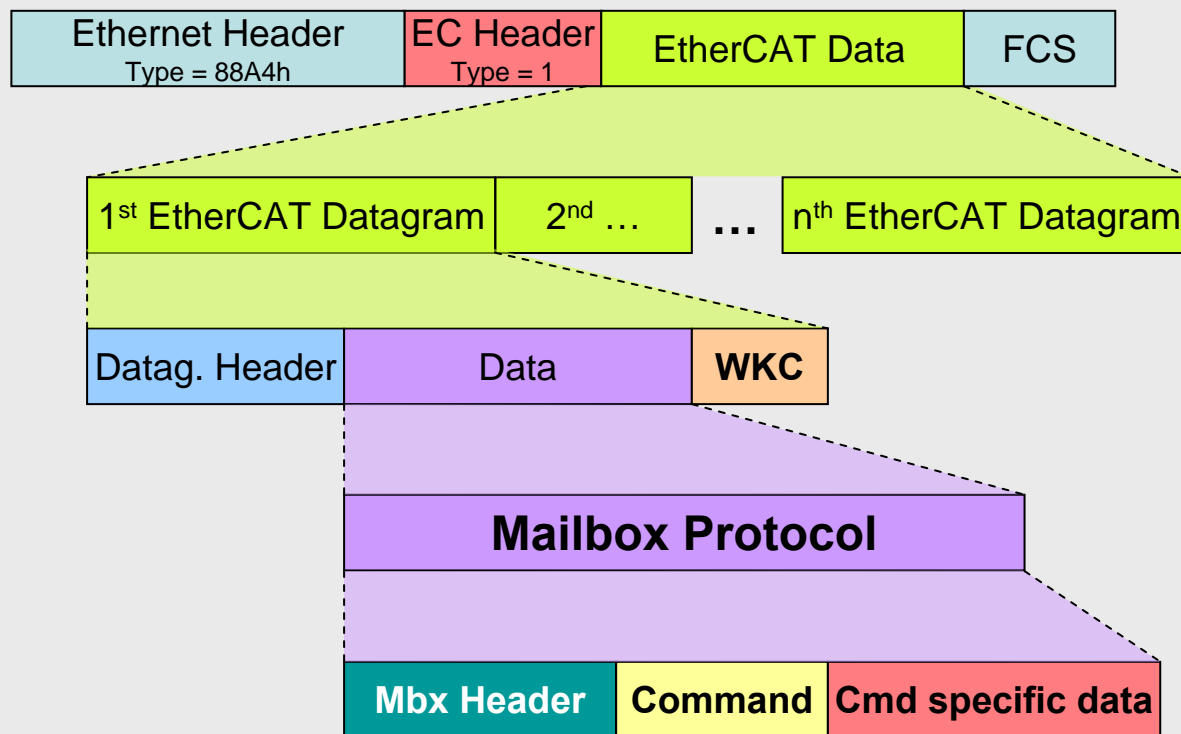 Ethernet Header EC Header EtherCAT Data FCS
Type = 88A4h Type = 1
1st EtherCAT Datagram 2nd … … nth EtherCAT Datagram
Datag. Header Data WKC
Mailbox Protocol
Mbx Header Command Cmd specific data